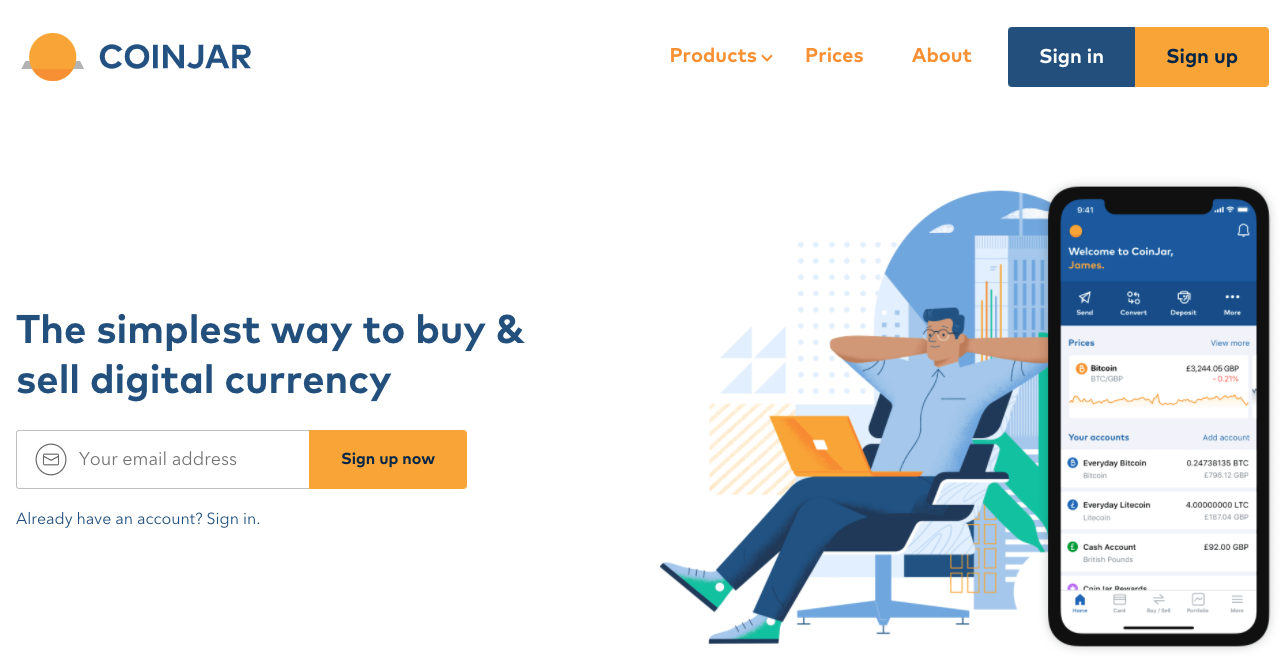 COINJAR
Products
Prices
About
Sign in
Sign up
The simplest way to buy &
sell digital currency
Your email address
Sign up now
Already have an account? Sign in.
9:41
Welcome to CoinJar,
James.
Send
Convert
Deposit
More
Prices
View more
Bitcoin
£3,244.05 GBP
BTC/GBP
- 0.21%
Your accounts
Add account
Everyday Bitcoin
0.24738135 BTC
Bitcoin
£796.12 GBP
Everyday Litecoin
4.00000000 LTC
Litecoin
£187.04 GBP
Cash Account
£92.00 GBP
British Pounds
CoinJar Rewards
Home
Card
Buy / Sell
Portfolio
More